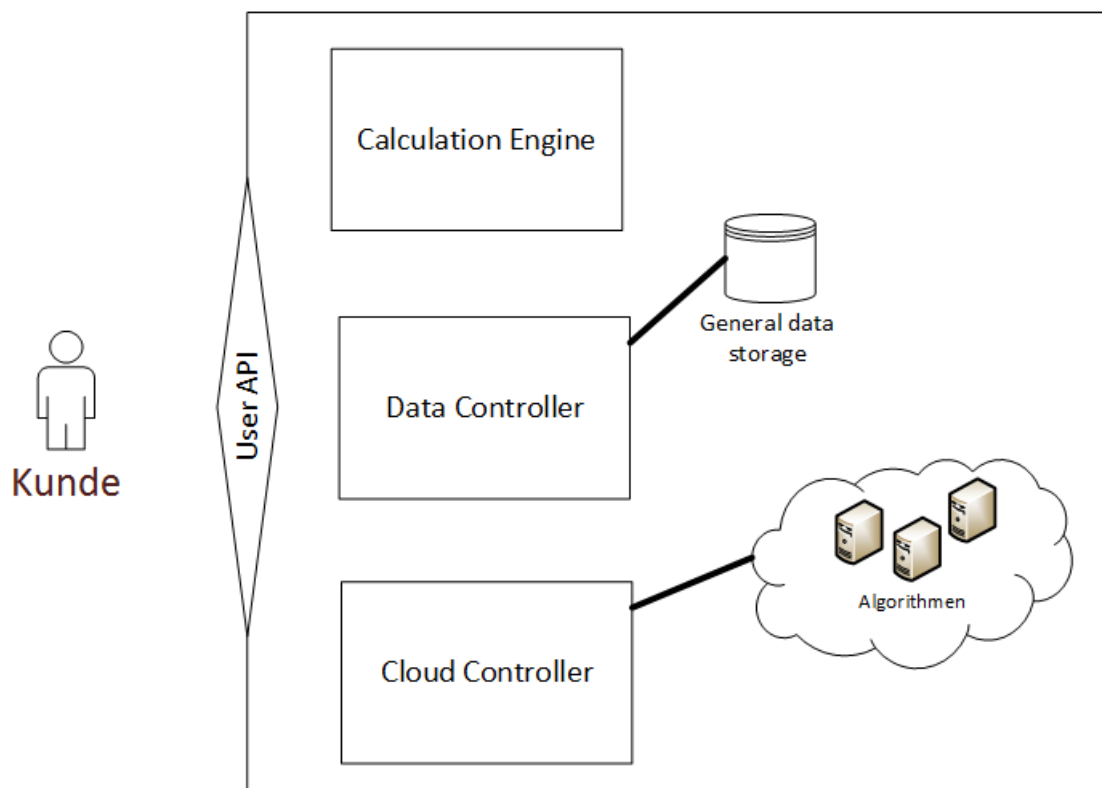 Calculation Engine
General data
storage
User API
Data Controller
Kunde
Algorithmen
Cloud Controller